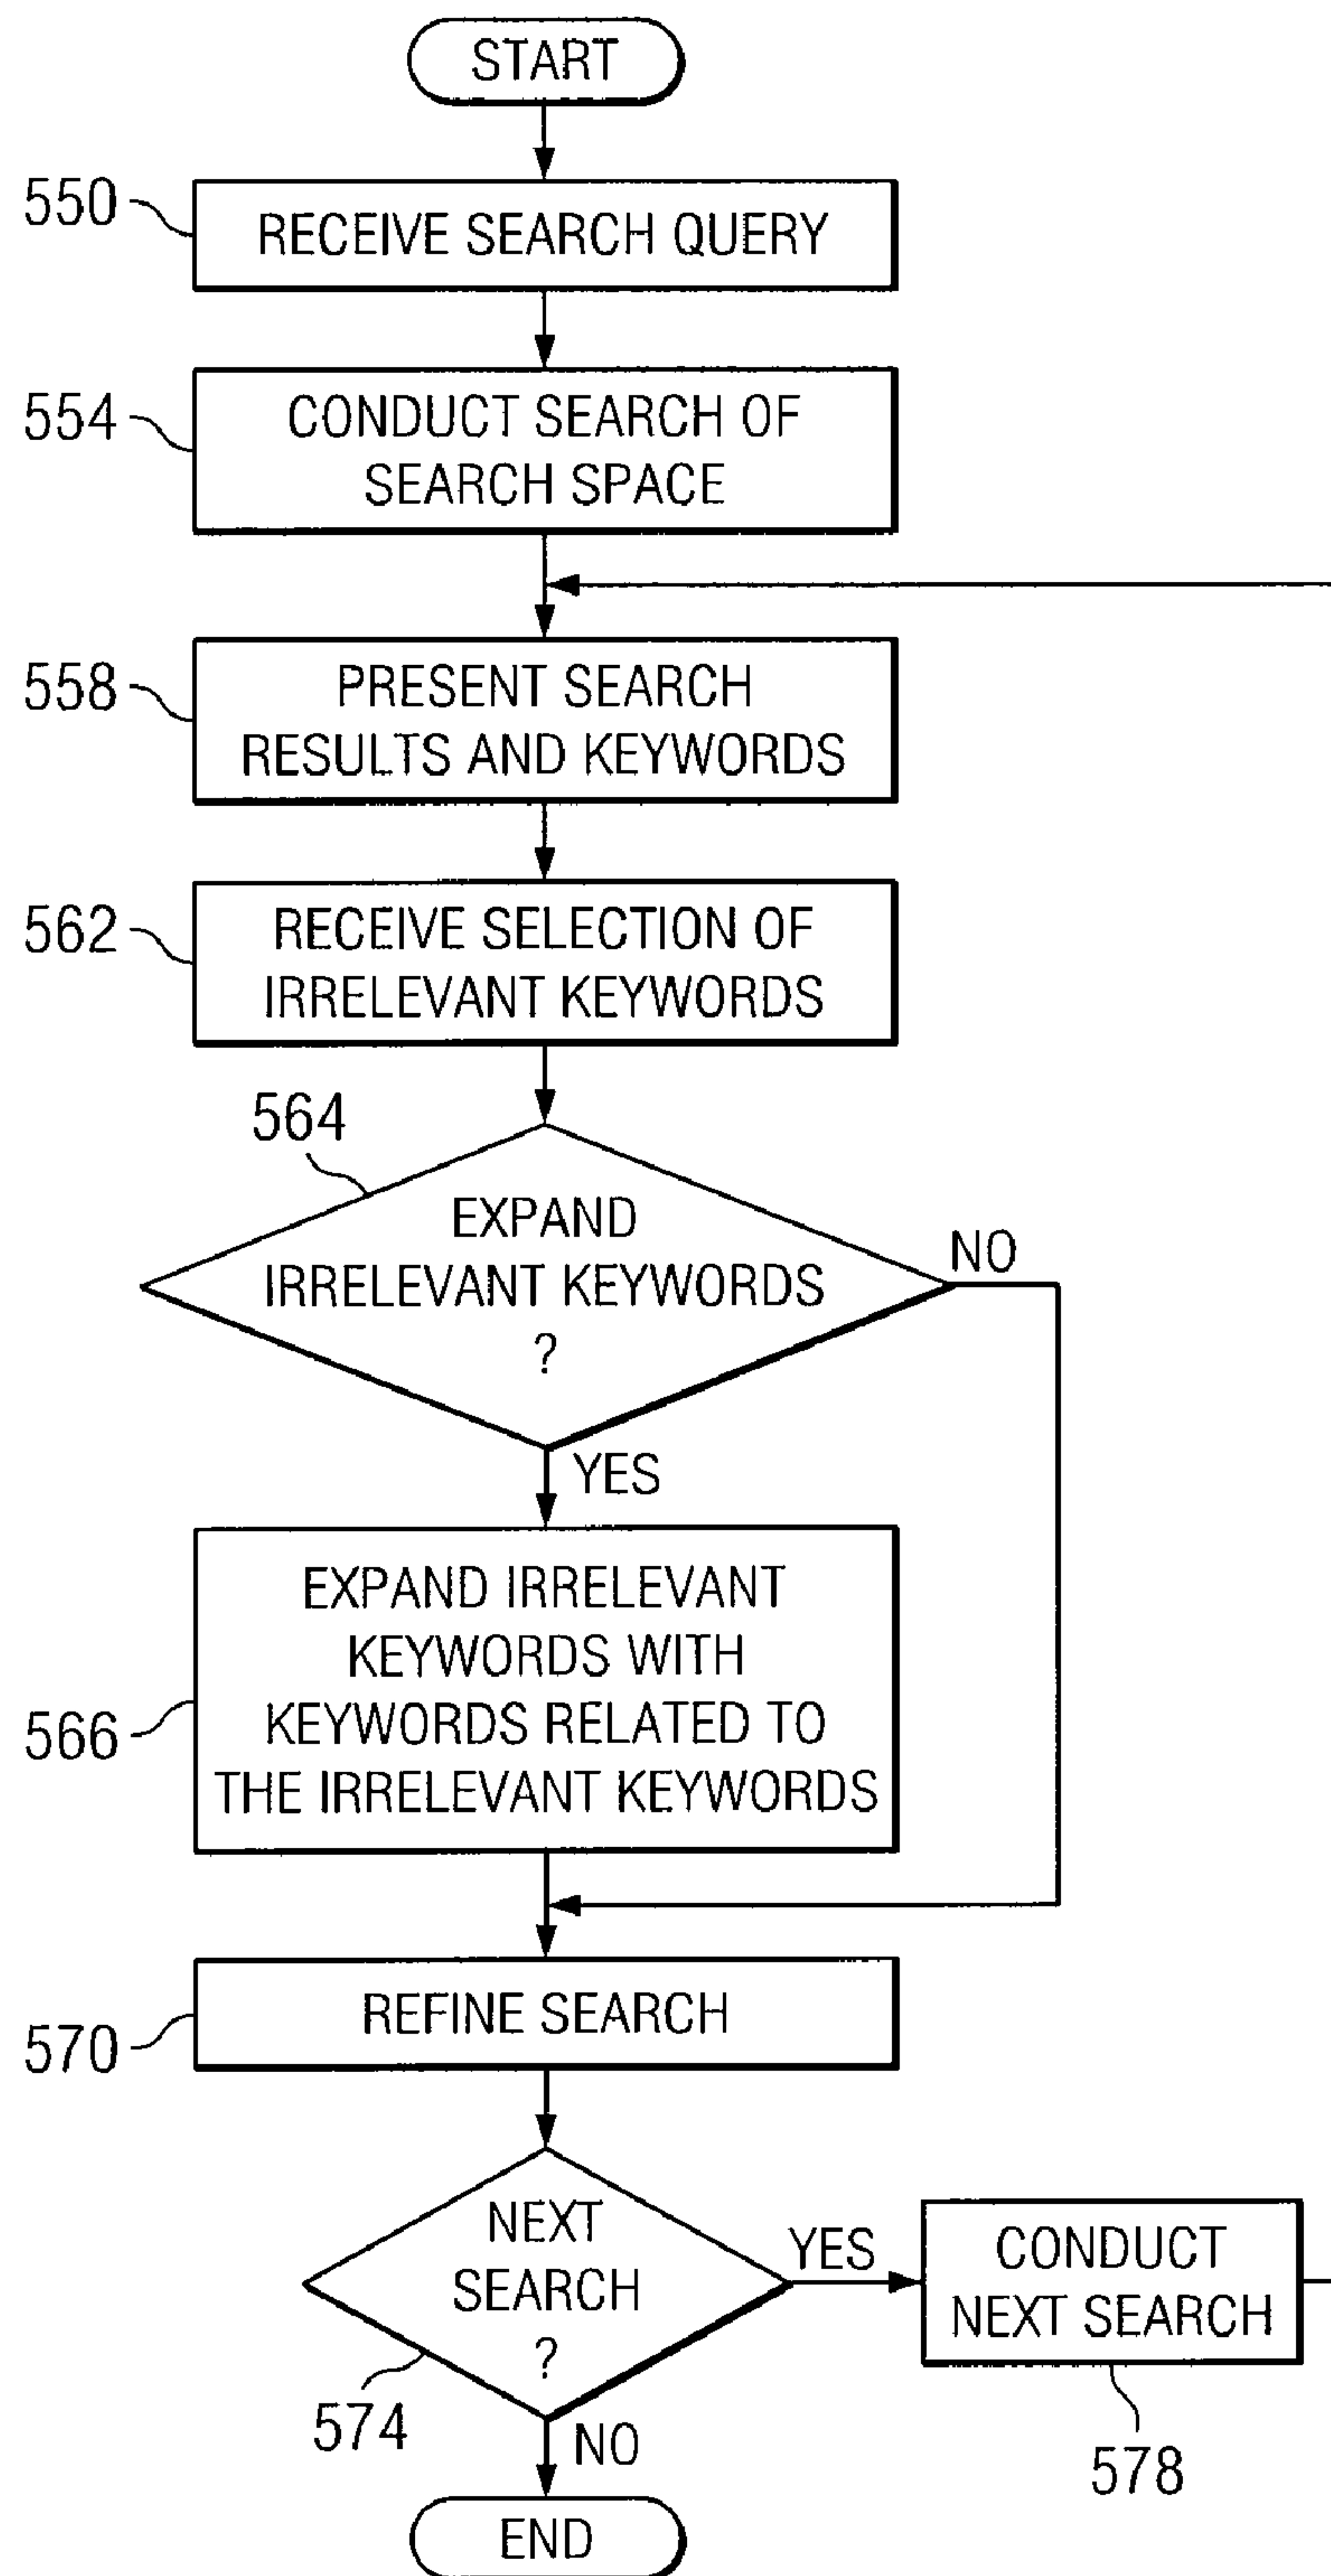 START
550
RECEIVE SEARCH QUERY
554
CONDUCT SEARCH OF
SEARCH SPACE
558
PRESENT SEARCH
RESULTS AND KEYWORDS
562
RECEIVE SELECTION OF
IRRELEVANT KEYWORDS
564
EXPAND
IRRELEVANT KEYWORDS
?
NO
YES
566
EXPAND IRRELEVANT
KEYWORDS WITH
KEYWORDS RELATED TO
THE IRRELEVANT KEYWORDS
570
REFINE SEARCH
574
NEXT
SEARCH
?
YES
CONDUCT
NEXT SEARCH
578
NO
END